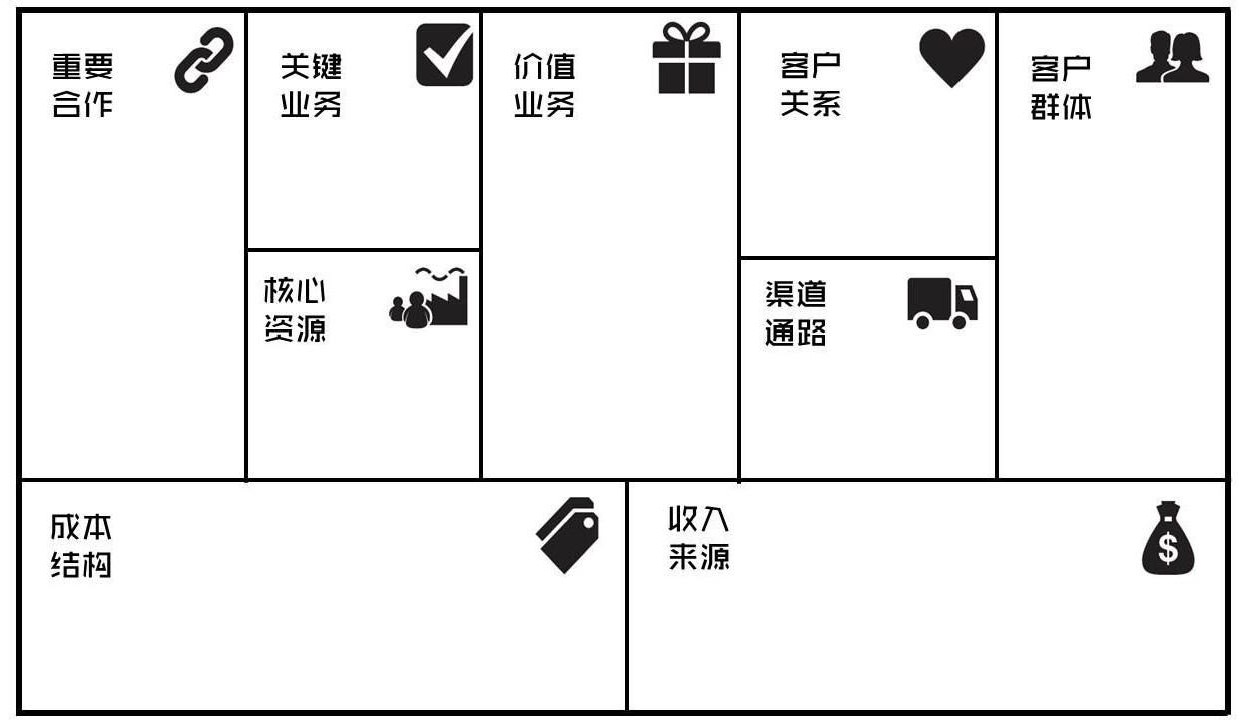 重要
合作
关键
业务
价值
业务
客户
关系
客户
群体
核心
资源
渠道
通路
成本
结构
收入
来源
$